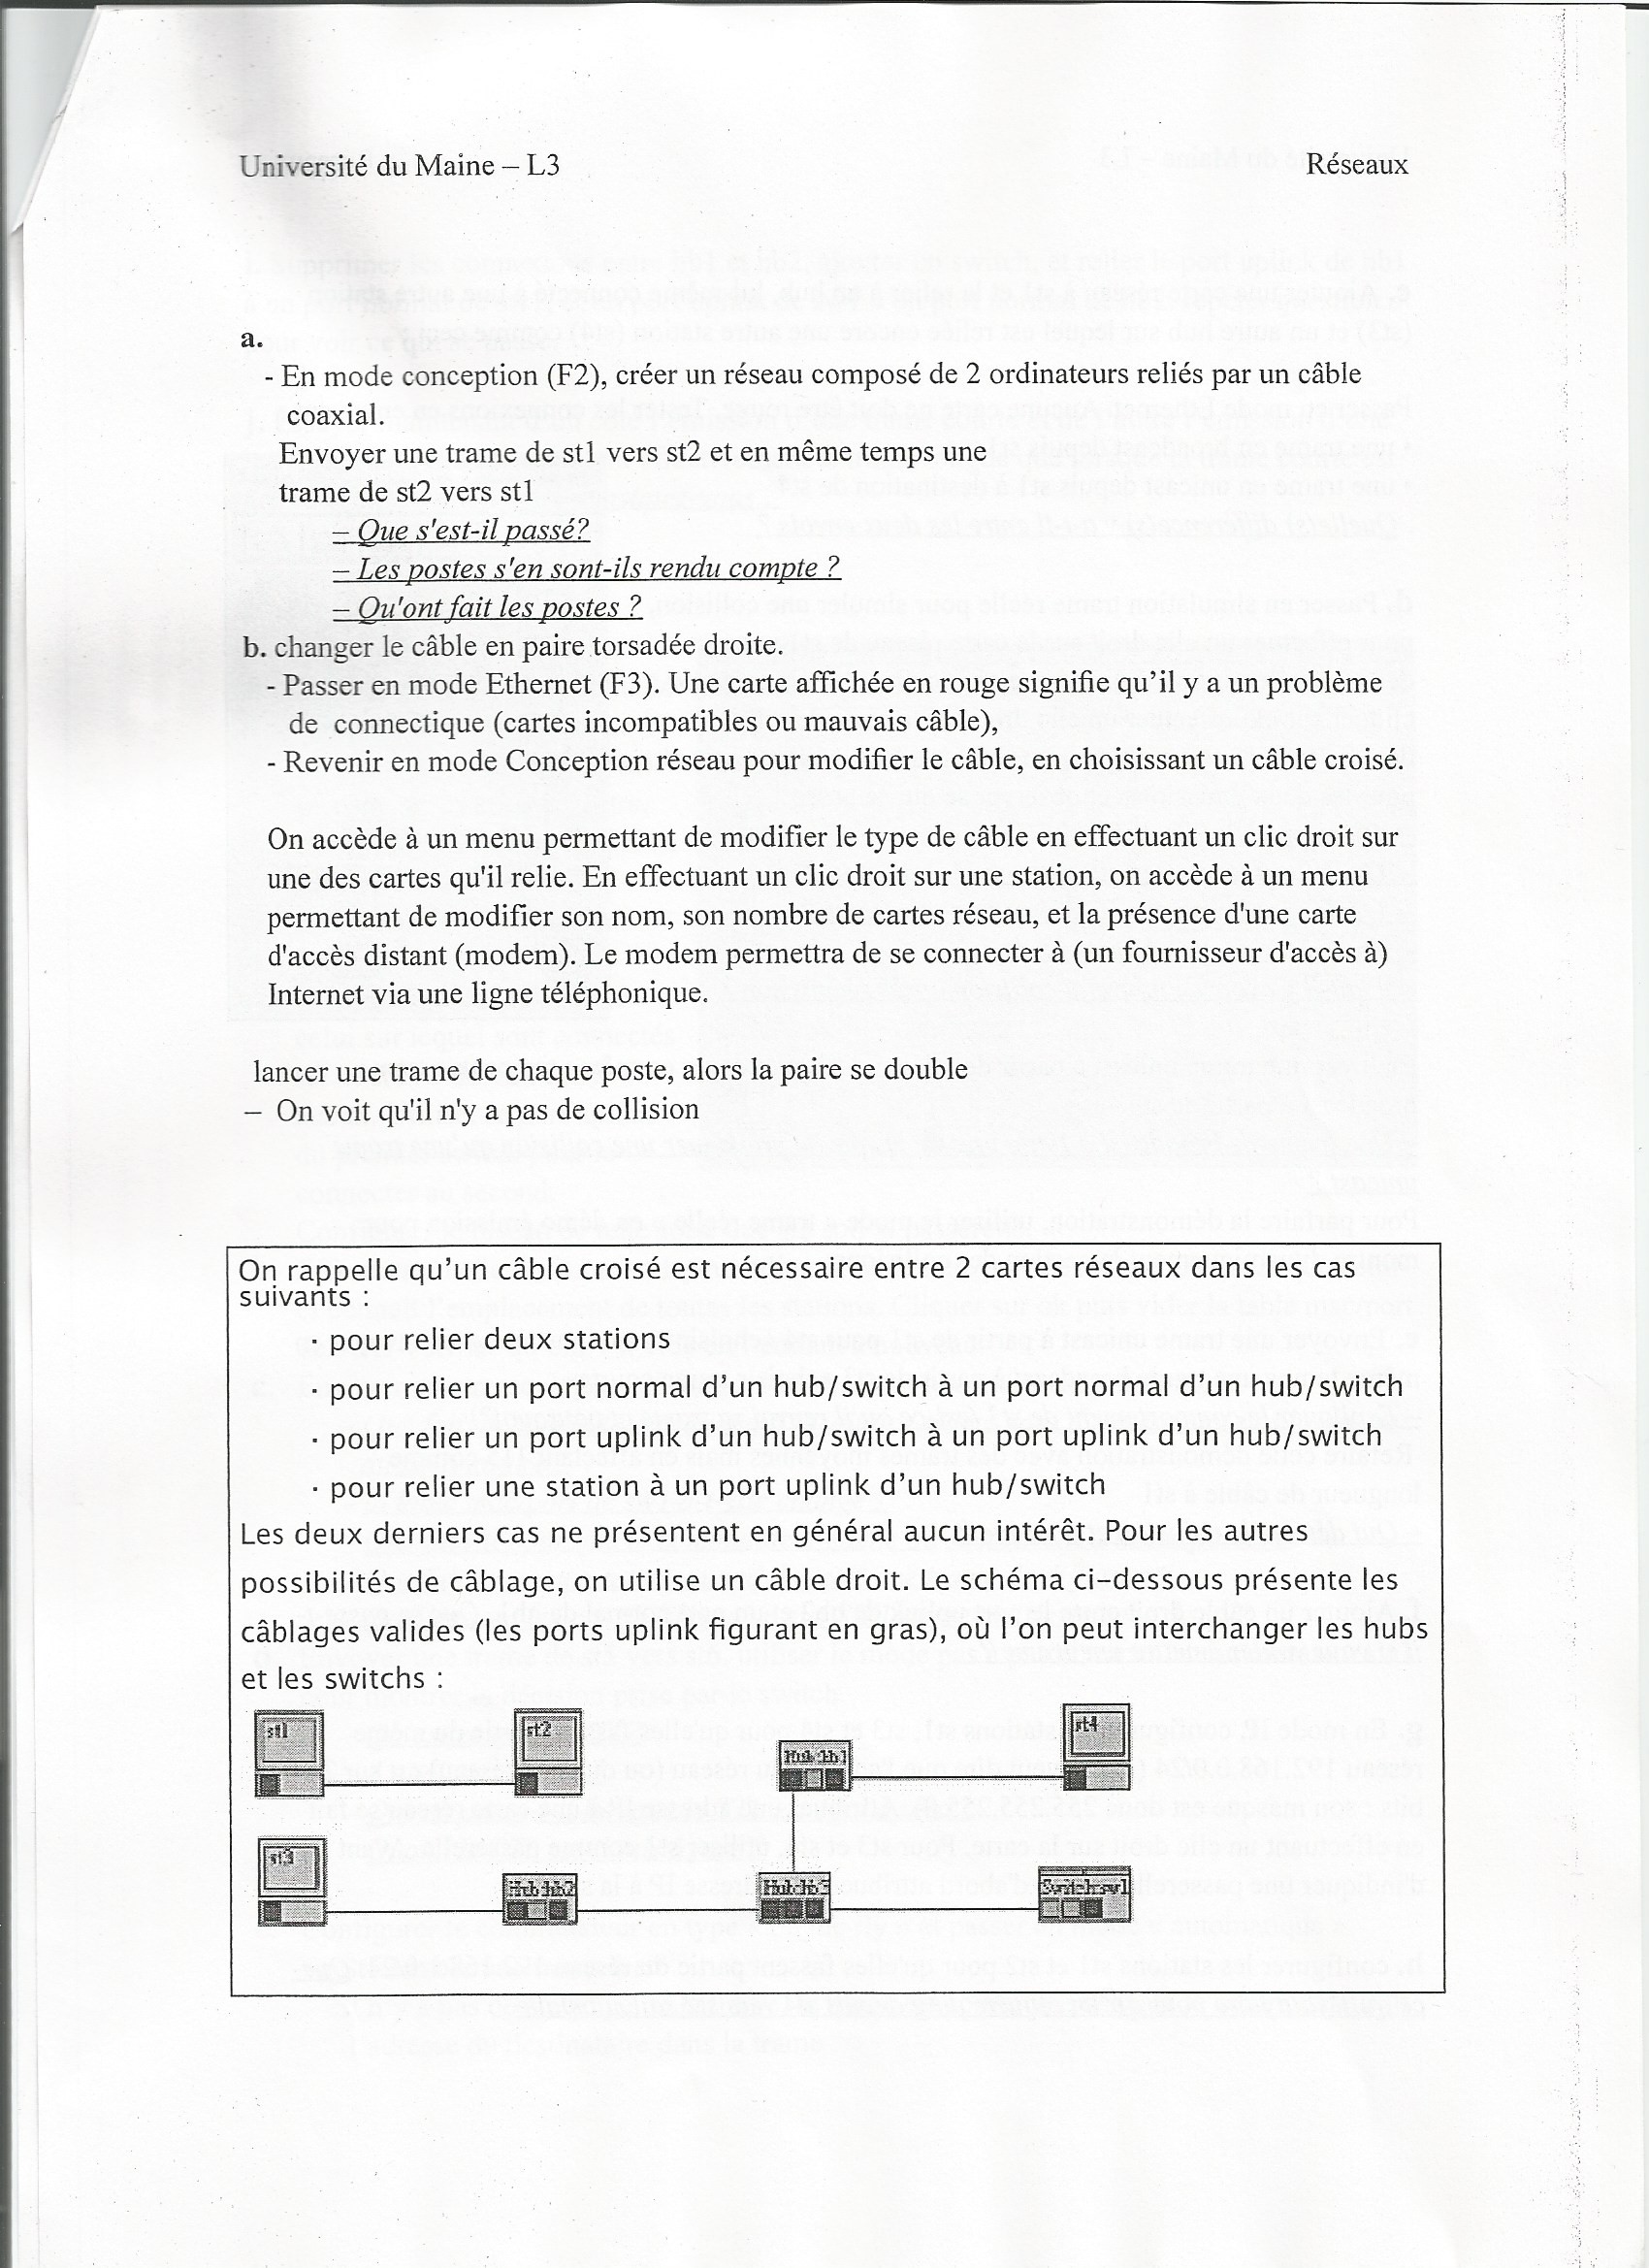 Université du Maine – L3 Réseaux
a.
- En mode conception (F2), créer un réseau composé de 2 ordinateurs reliés par un câble
coaxial.
Envoyer une trame de st1 vers st2 et en même temps une
trame de st2 vers st1
– Que s'est-il passé?
– Les postes s'en sont-ils rendu compte ?
– Qu'ont fait les postes ?
b. changer le câble en paire torsadée droite.
- Passer en mode Ethernet (F3). Une carte affichée en rouge signifie qu’il y a un problème
de connectique (cartes incompatibles ou mauvais câble),
- Revenir en mode Conception réseau pour modifier le câble, en choisissant un câble croisé.
On accède à un menu permettant de modifier le type de câble en effectuant un clic droit sur
une des cartes qu'il relie. En effectuant un clic droit sur une station, on accède à un menu
permettant de modifier son nom, son nombre de cartes réseau, et la présence d'une carte
d'accès distant (modem). Le modem permettra de se connecter à (un fournisseur d'accès à)
Internet via une ligne téléphonique.
lancer une trame de chaque poste, alors la paire se double
– On voit qu'il n'y a pas de collision
On rappelle qu’un câble croisé est nécessaire entre 2 cartes réseaux dans les cas
suivants :
· pour relier deux stations
· pour relier un port normal d’un hub/switch à un port normal d’un hub/switch
· pour relier un port uplink d’un hub/switch à un port uplink d’un hub/switch
· pour relier une station à un port uplink d’un hub/switch
Les deux derniers cas ne présentent en général aucun intérêt. Pour les autres
possibilités de câblage, on utilise un câble droit. Le schéma ci-dessous présente les
câblages valides (les ports uplink figurant en gras), où l’on peut interchanger les hubs
et les switchs :
st1 st2 Hub hb1 st4
st3 Hub hb2 Hub hb3 Switch sw1